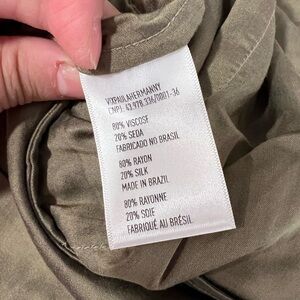 VIXPAULAHERMANNY
CNPJ: 43.978.336/0001-36
80% VISCOSE
20% SEDA
FABRICADO NO BRASIL
80% RAYON
20% SILK
MADE IN BRAZIL
80% RAYONNE
20% SOIE
FABRIQUÉ AU BRÉSIL